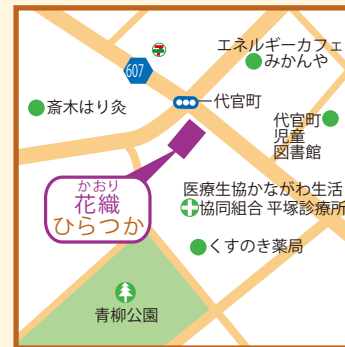 エネルギーカフェ
みかんや
7
607
代官町
斎木はり灸
代官町
児童
図書館
かおり
花織
ひらつか
医療生協かながわ生活
協同組合 平塚診療所
くすのき薬局
青柳公園